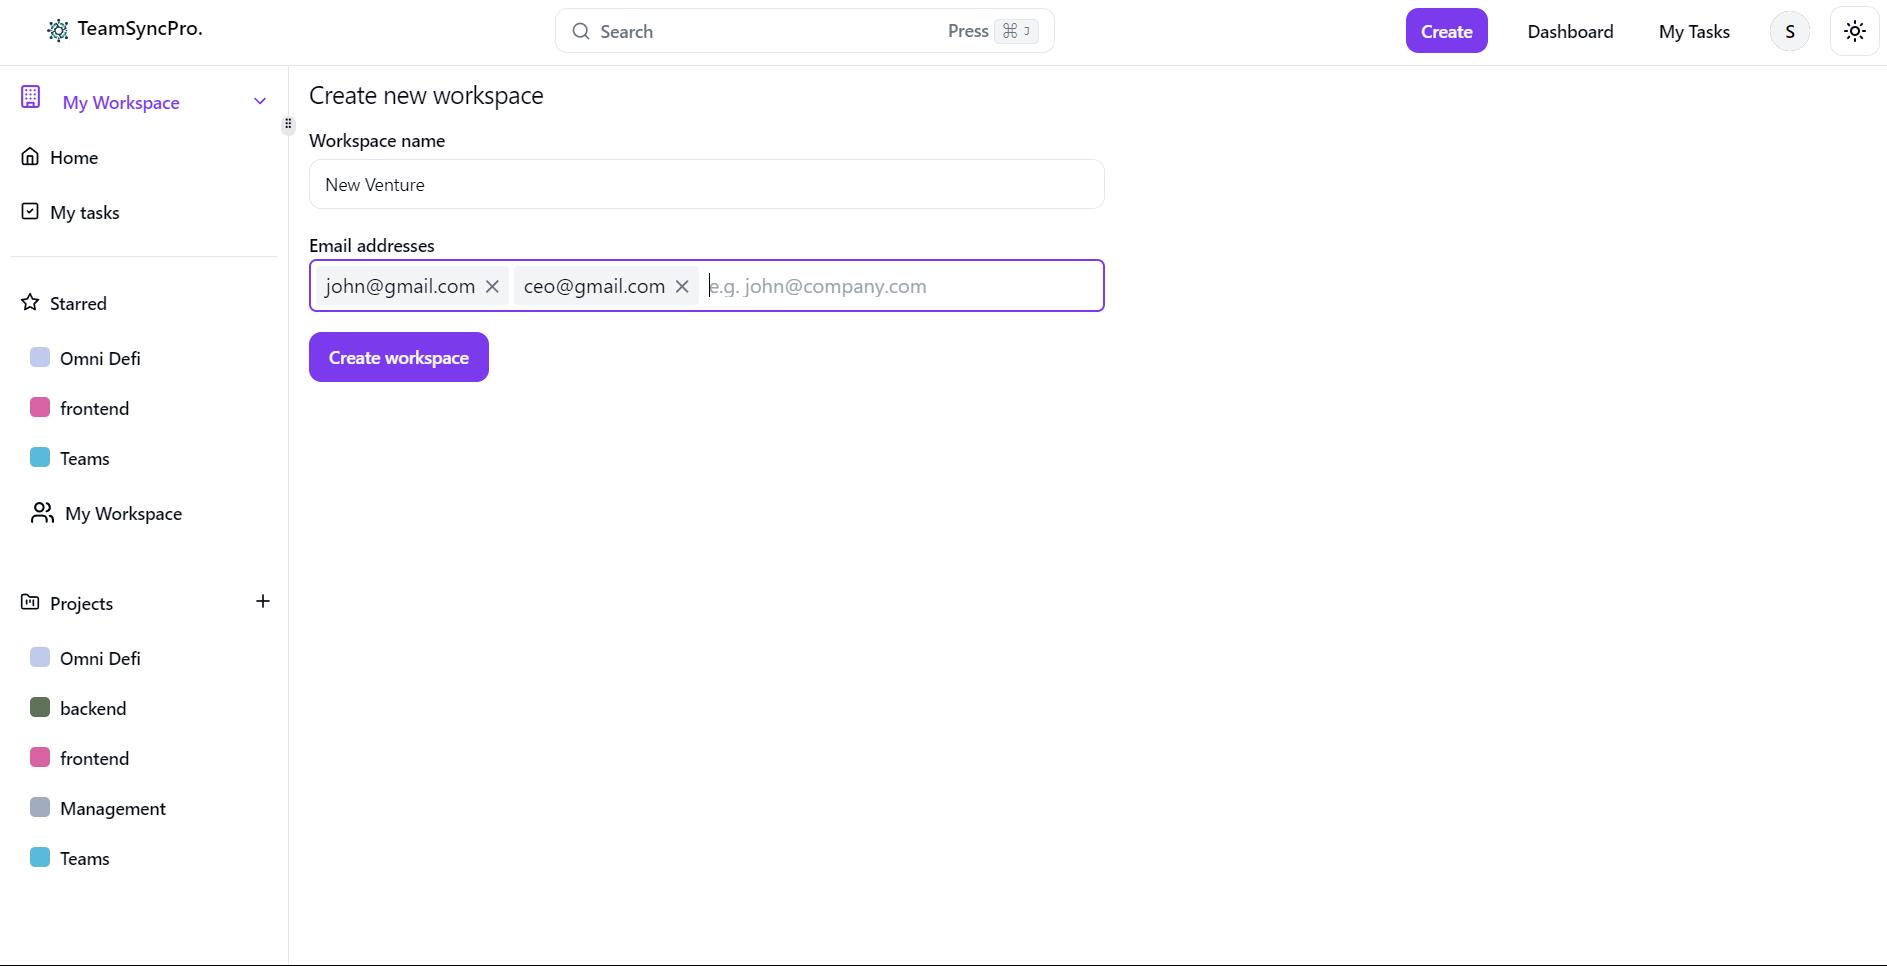 TeamSyncPro.
Search
Press ⌘ J
Create
Dashboard
My Tasks
S
My Workspace
Home
My tasks
Starred
Omni Defi
frontend
Teams
My Workspace
Projects
Omni Defi
backend
frontend
Management
Teams
Create new workspace
Workspace name
New Venture
Email addresses
john@gmail.com ceo@gmail.com e.g. john@company.com
Create workspace